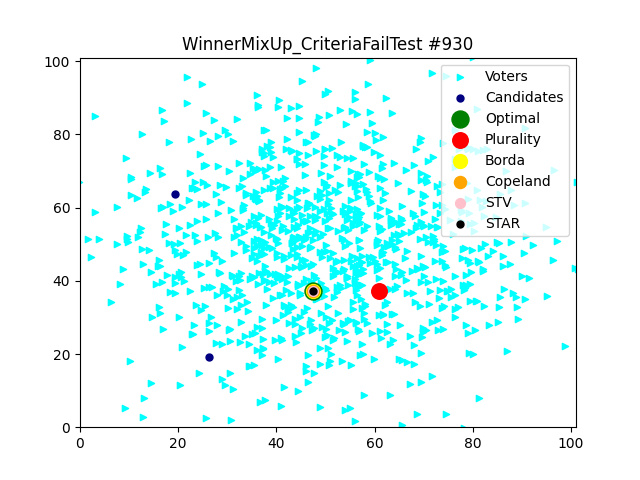 WinnerMixUp_CriteriaFailTest #930
100
80
60
40
20
0
0 20 40 60 80 100
Voters
Candidates
Optimal
Plurality
Borda
Copeland
STV
STAR